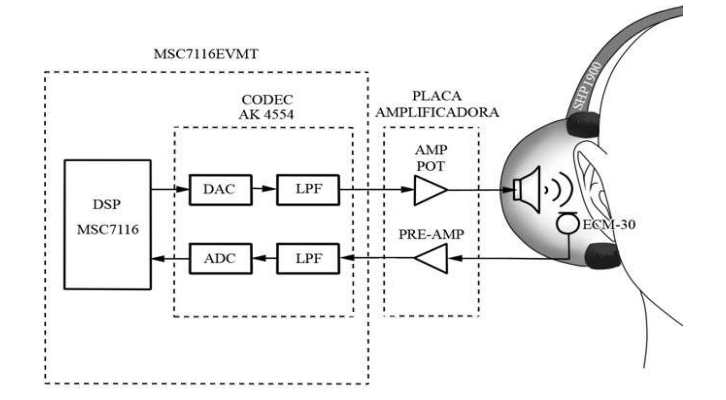 MSC7116EVMT
CODEC
AK 4554
PLACA
AMPLIFICADORA
SHP1900
DSP
MSC7116
DAC
LPF
AMP
POT
ADC
LPF
PRE-AMP
ECM-30